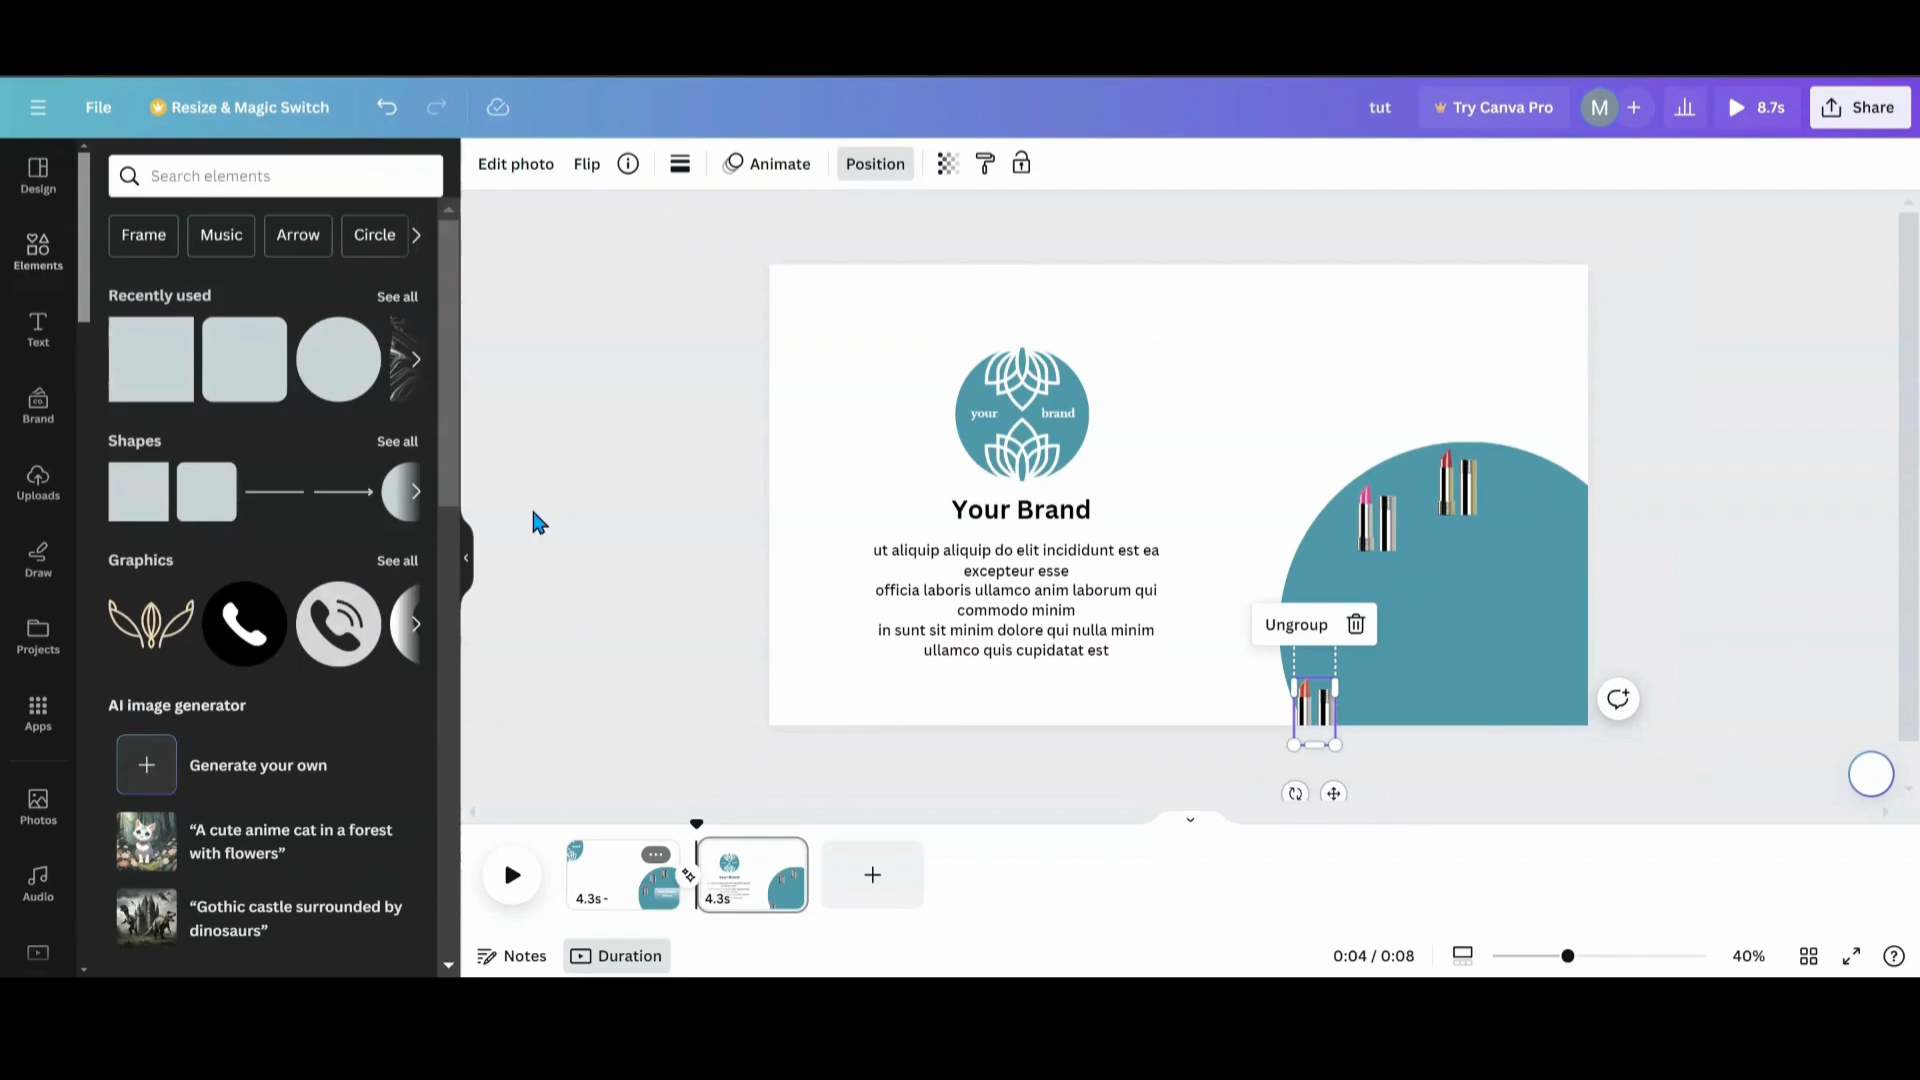 File
Resize & Magic Switch
tut
Try Canva Pro
M
8.7s
Share
Design
Elements
Text
Brand
Uploads
Draw
Projects
Apps
Photos
Audio
Search elements
Frame
Music
Arrow
Circle
Recently used
See all
Shapes
See all
Graphics
See all
AI image generator
Generate your own
“A cute anime cat in a forest
with flowers”
“Gothic castle surrounded by
dinosaurs”
Edit photo
Flip
Animate
Position
your brand
Your Brand
ut aliquip aliquip do elit incididunt est ea
excepteur esse
officia laboris ullamco anim laborum qui
commodo minim
in sunt sit minim dolore qui nulla minim
ullamco quis cupidatat est
Ungroup
4.3s -
4.3s
Notes
Duration
0:04 / 0:08
40%